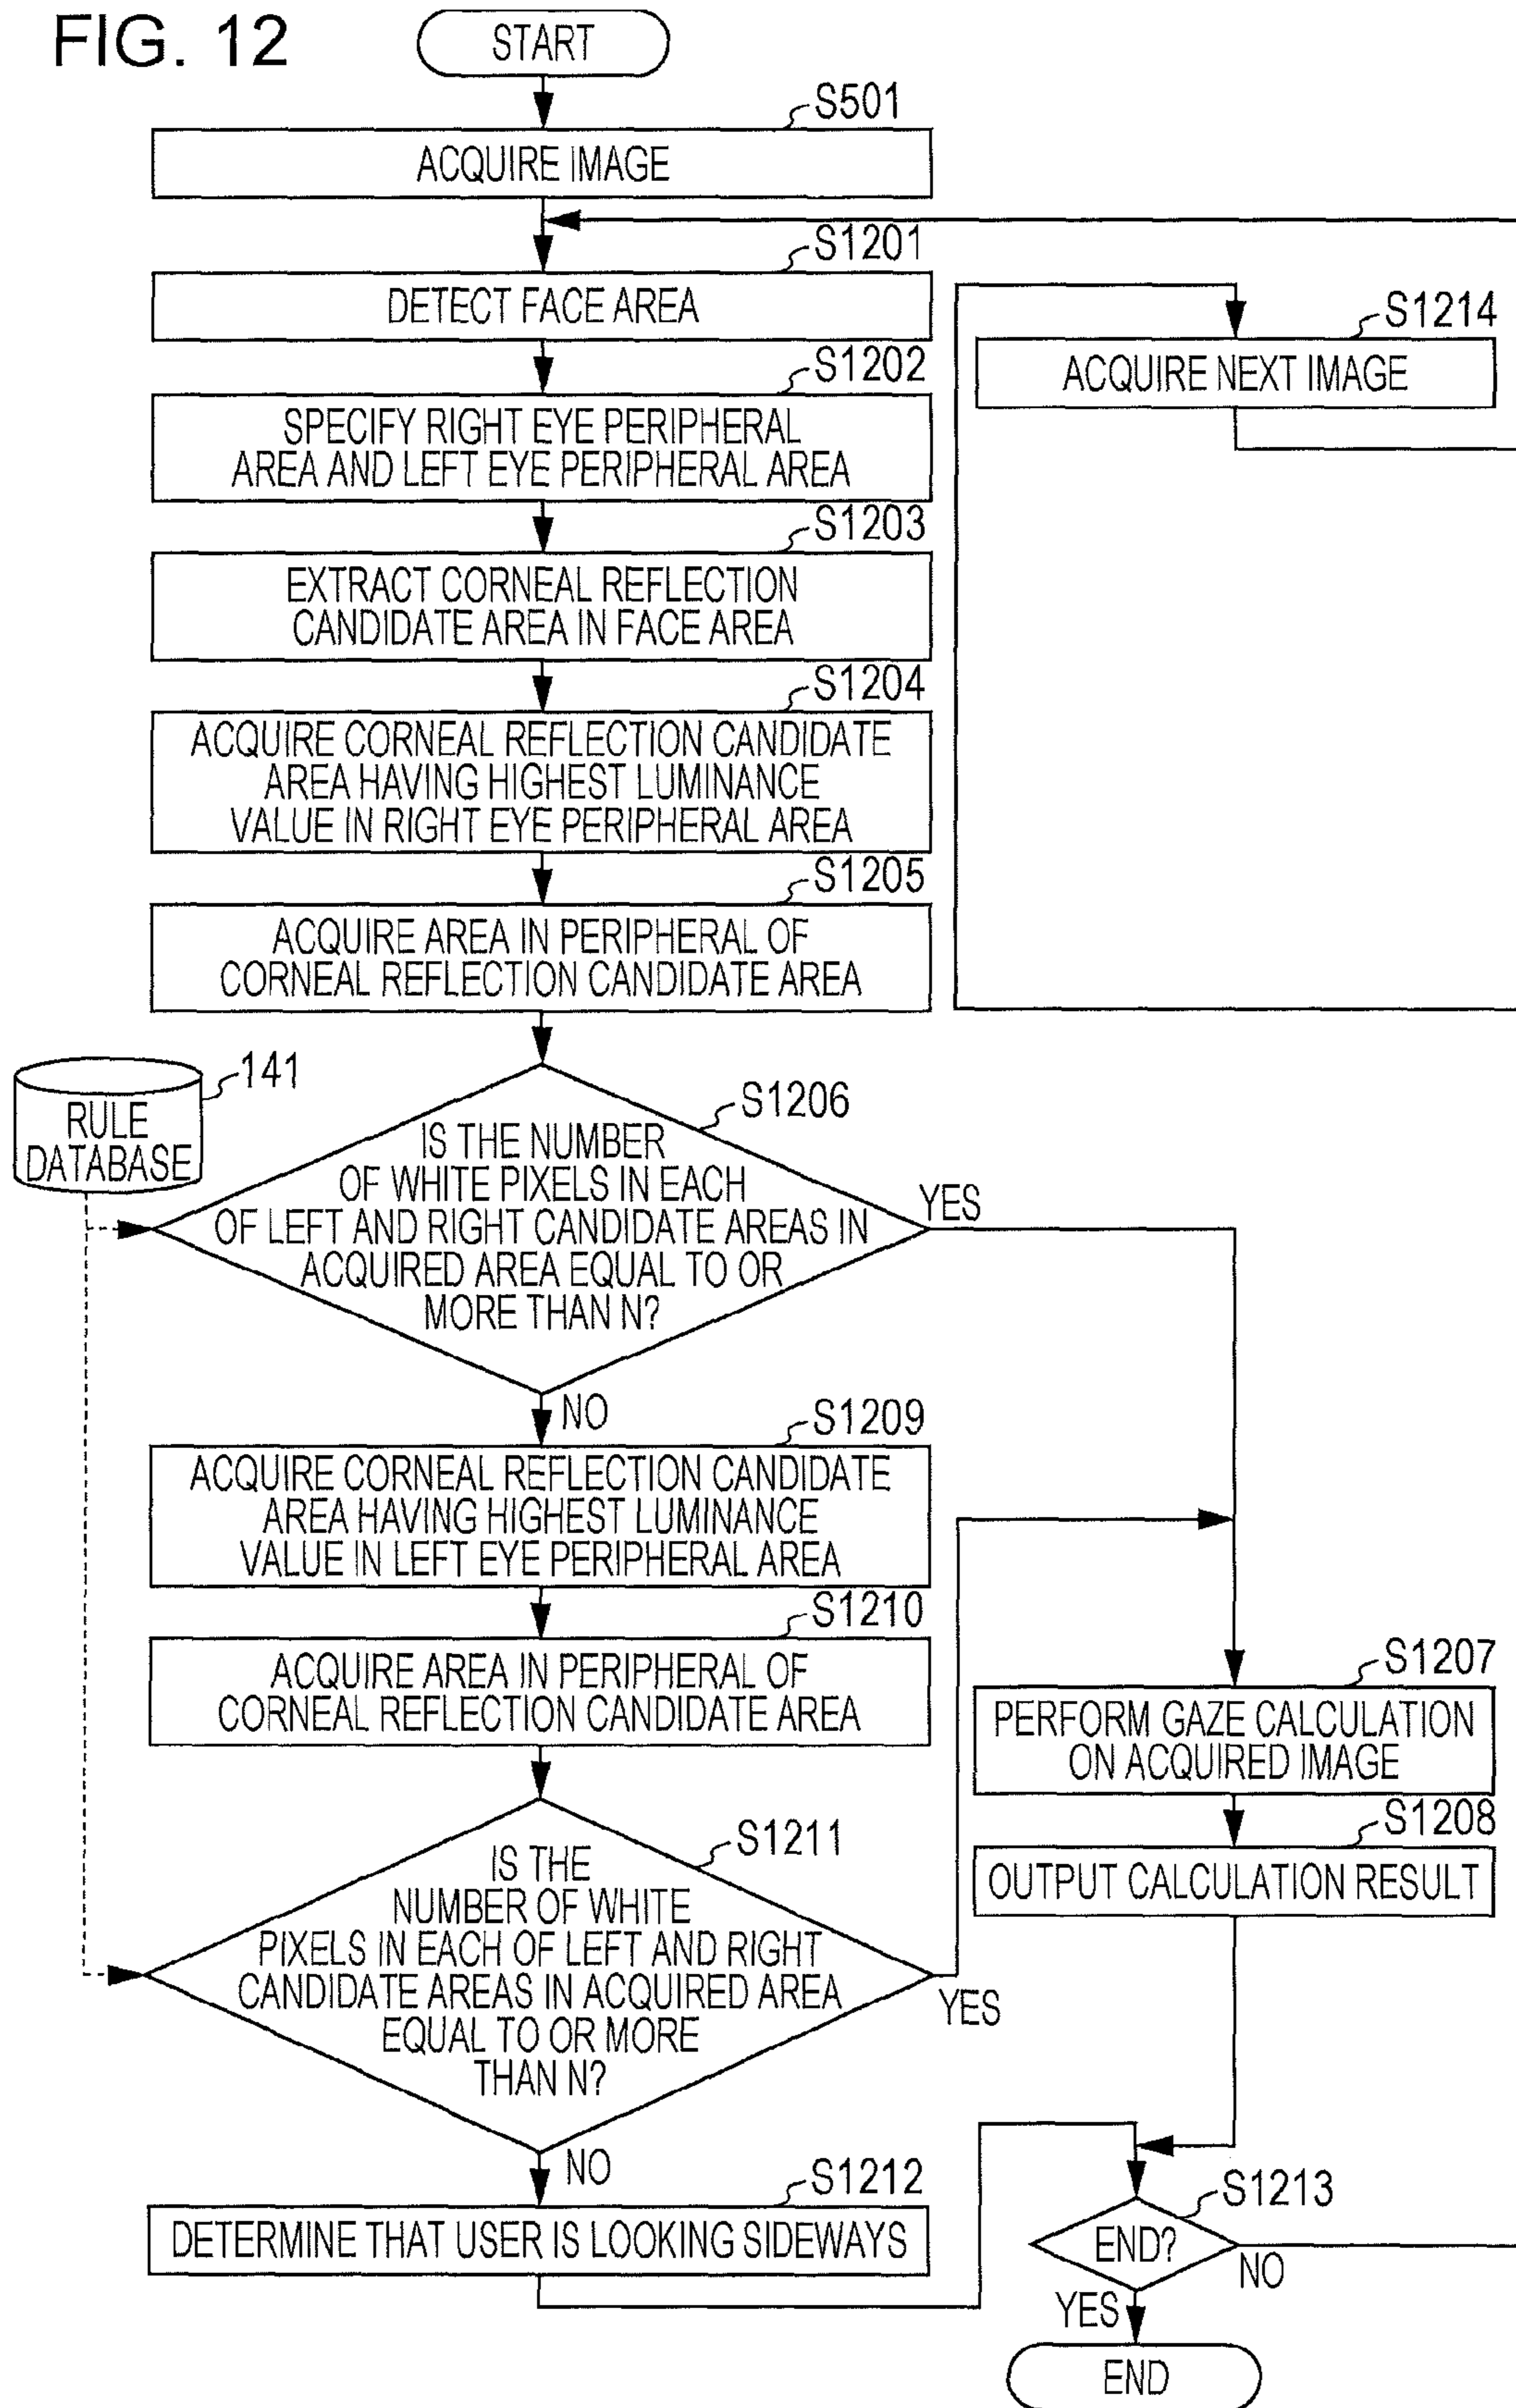 FIG. 12
START
S501
ACQUIRE IMAGE
S1201
DETECT FACE AREA
S1202
SPECIFY RIGHT EYE PERIPHERAL
AREA AND LEFT EYE PERIPHERAL AREA
S1203
EXTRACT CORNEAL REFLECTION
CANDIDATE AREA IN FACE AREA
S1204
ACQUIRE CORNEAL REFLECTION CANDIDATE
AREA HAVING HIGHEST LUMINANCE
VALUE IN RIGHT EYE PERIPHERAL AREA
S1205
ACQUIRE AREA IN PERIPHERAL OF
CORNEAL REFLECTION CANDIDATE AREA
141
RULE
DATABASE
S1206
IS THE NUMBER
OF WHITE PIXELS IN EACH
OF LEFT AND RIGHT CANDIDATE AREAS IN
ACQUIRED AREA EQUAL TO OR
MORE THAN N?
YES
NO
S1209
ACQUIRE CORNEAL REFLECTION CANDIDATE
AREA HAVING HIGHEST LUMINANCE
VALUE IN LEFT EYE PERIPHERAL AREA
S1210
ACQUIRE AREA IN PERIPHERAL OF
CORNEAL REFLECTION CANDIDATE AREA
S1211
IS THE
NUMBER OF WHITE
PIXELS IN EACH OF LEFT AND RIGHT
CANDIDATE AREAS IN ACQUIRED AREA
EQUAL TO OR MORE
THAN N?
YES
NO
S1212
DETERMINE THAT USER IS LOOKING SIDEWAYS
S1214
ACQUIRE NEXT IMAGE
S1207
PERFORM GAZE CALCULATION
ON ACQUIRED IMAGE
S1208
OUTPUT CALCULATION RESULT
S1213
END?
NO
YES
END